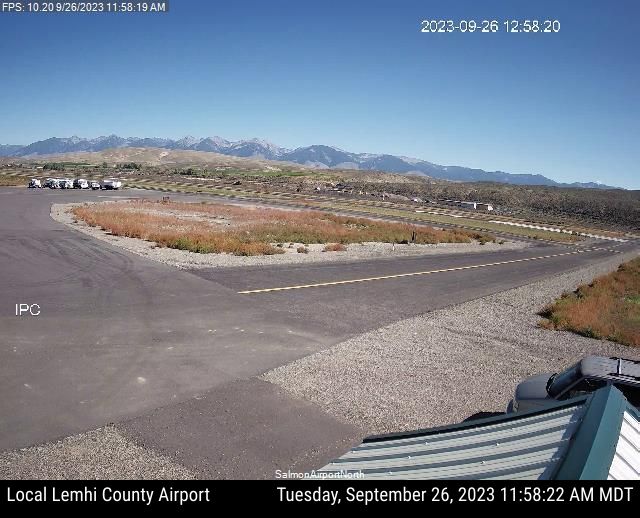 FPS: 10.20 9/26/2023 11:58:19 AM
2023-09-26 12:58:20
IPC
SalmonAirportNorth
Local Lemhi County Airport Tuesday, September 26, 2023 11:58:22 AM MDT